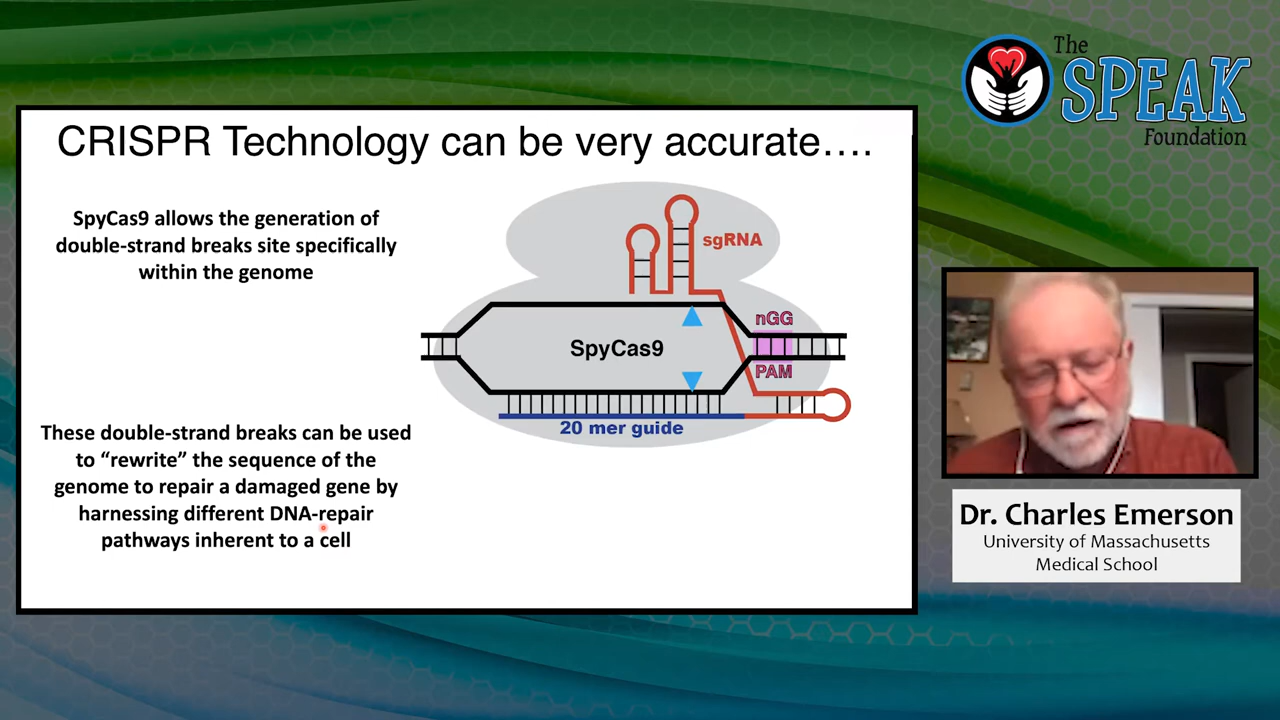 The
SPEAK
Foundation
CRISPR Technology can be very accurate….
SpyCas9 allows the generation of
double-strand breaks site specifically
within the genome
These double-strand breaks can be used
to “rewrite” the sequence of the
genome to repair a damaged gene by
harnessing different DNA-repair
pathways inherent to a cell
sgRNA
nGG
SpyCas9
PAM
20 mer guide
Dr. Charles Emerson
University of Massachusetts
Medical School